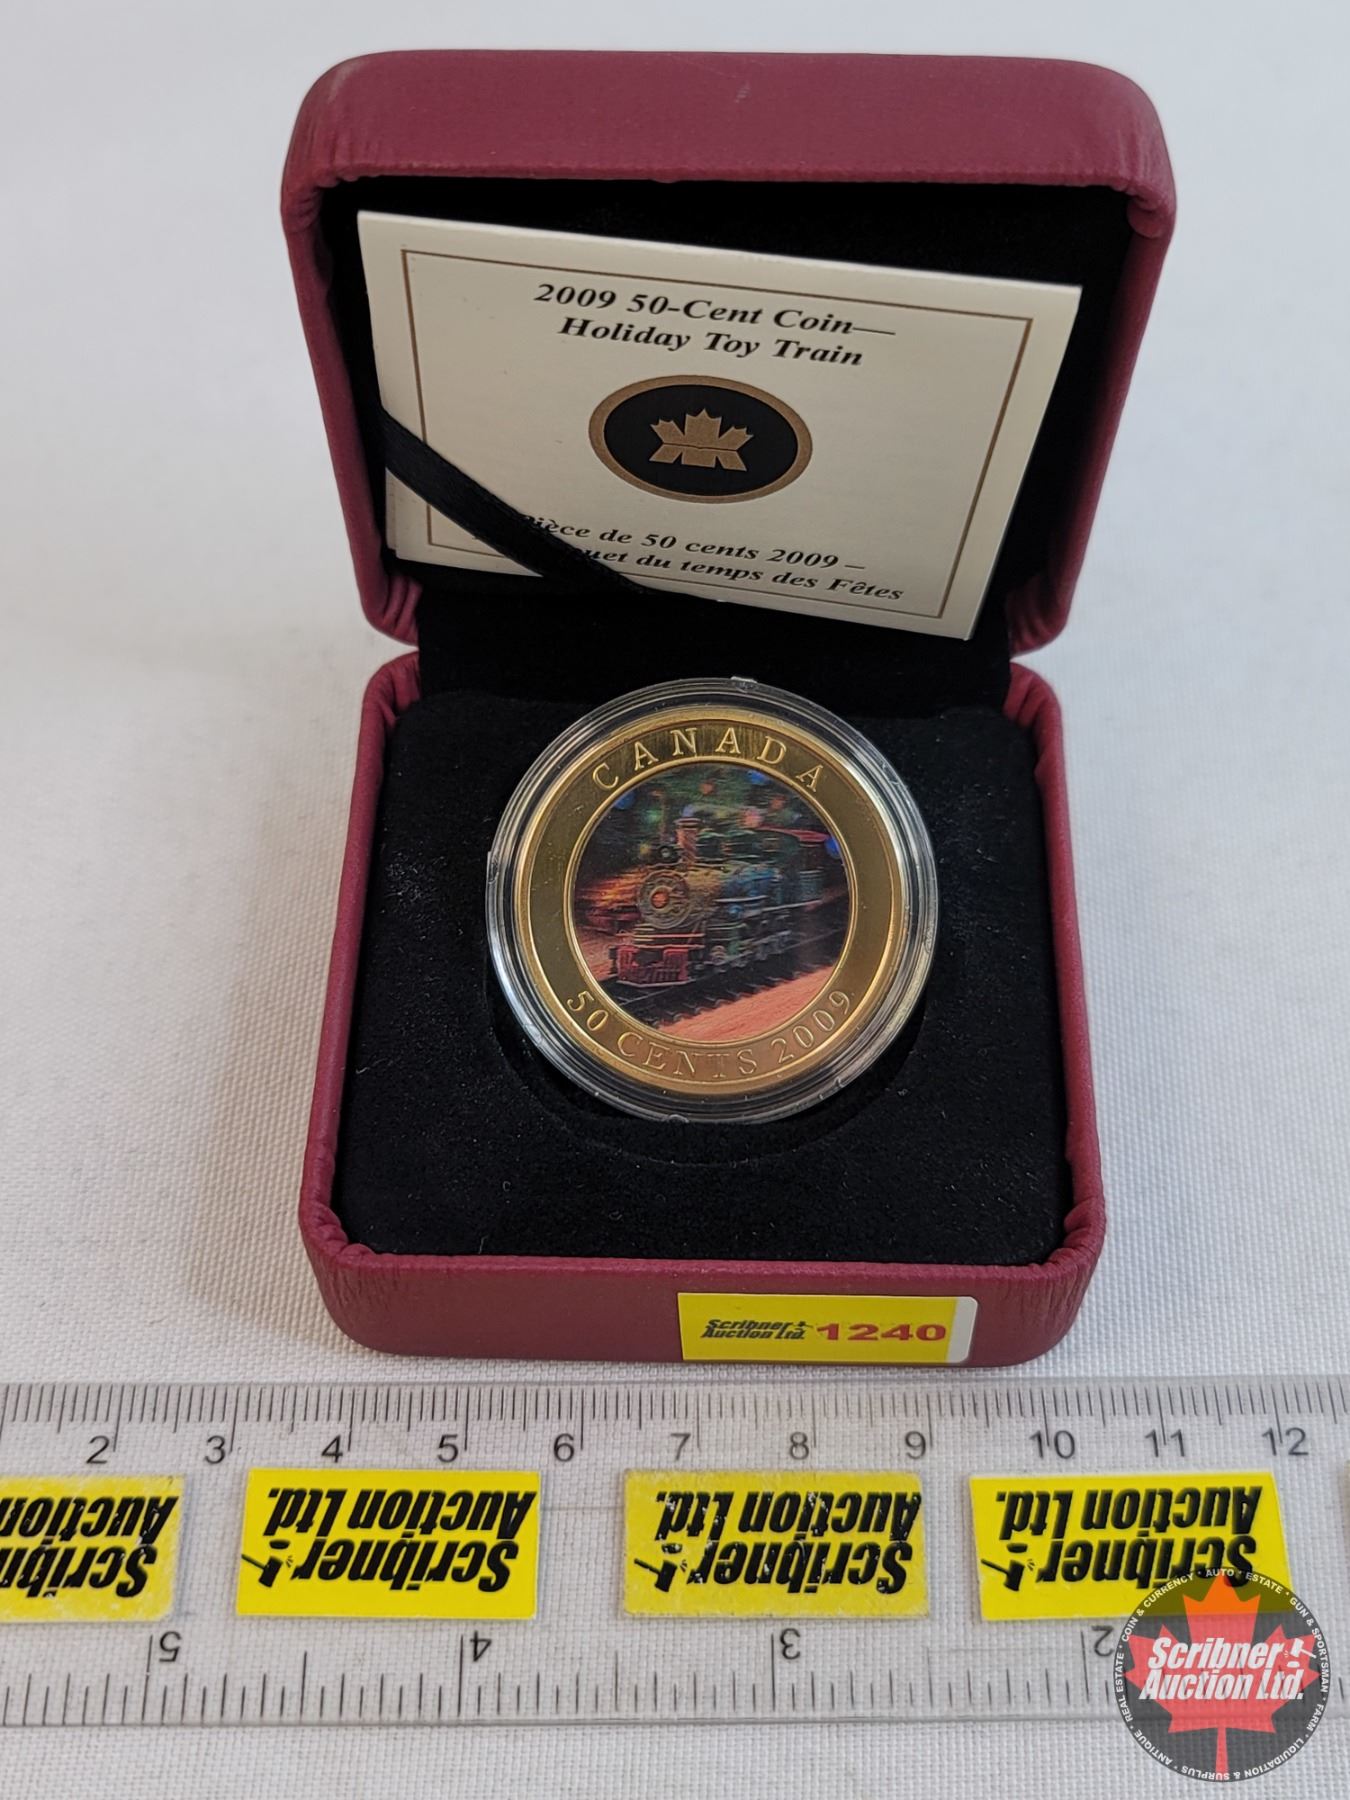 2009 50-Cent Coin—
Holiday Toy Train
de 50 cents 2009 –
du temps des Fêtes
CANADA
50 CENTS 2009
Scribner Auction Ltd. 1240
2 3 4 5 6 7 8 9 10 11 12
Scribner
Auction Ltd.
Scribner
Auction Ltd.
Scribner
Auction Ltd.
Auction
5 4 3 2
COIN & CURRENCY • AUTO • ESTATE • GUN & SPORTSMAN • FARM • LIQUIDATION & SURPLUS • ANTIQUE • REAL ESTATE
Scribner
Auction Ltd.